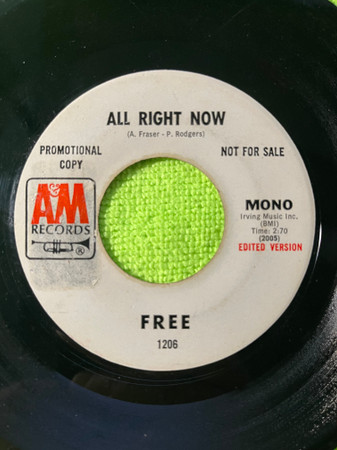 ALL RIGHT NOW
(A. Fraser - P. Rodgers)
PROMOTIONAL
COPY
NOT FOR SALE
A&M
RECORDS
®
MONO
Irving Music Inc.
(BMI)
Time: 2:70
(2005)
EDITED VERSION
FREE
1206